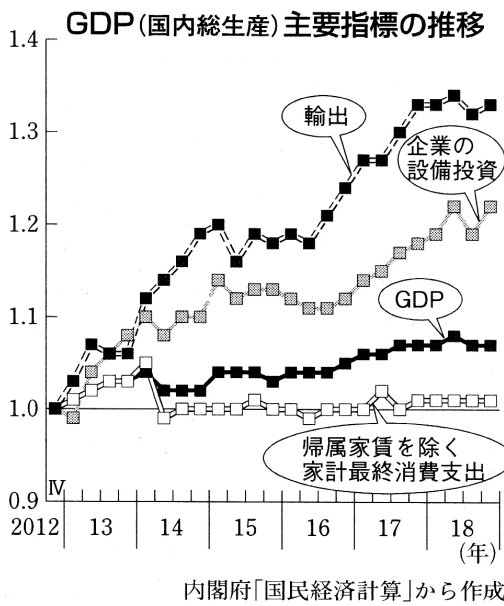 GDP(国内総生産)主要指標の推移
1.4
1.3
1.2
1.1
1.0
0.9
輸出
企業の
設備投資
GDP
帰属家賃を除く
家計最終消費支出
IV
2012 13 14 15 16 17 18
(年)
内閣府「国民経済計算」から作成